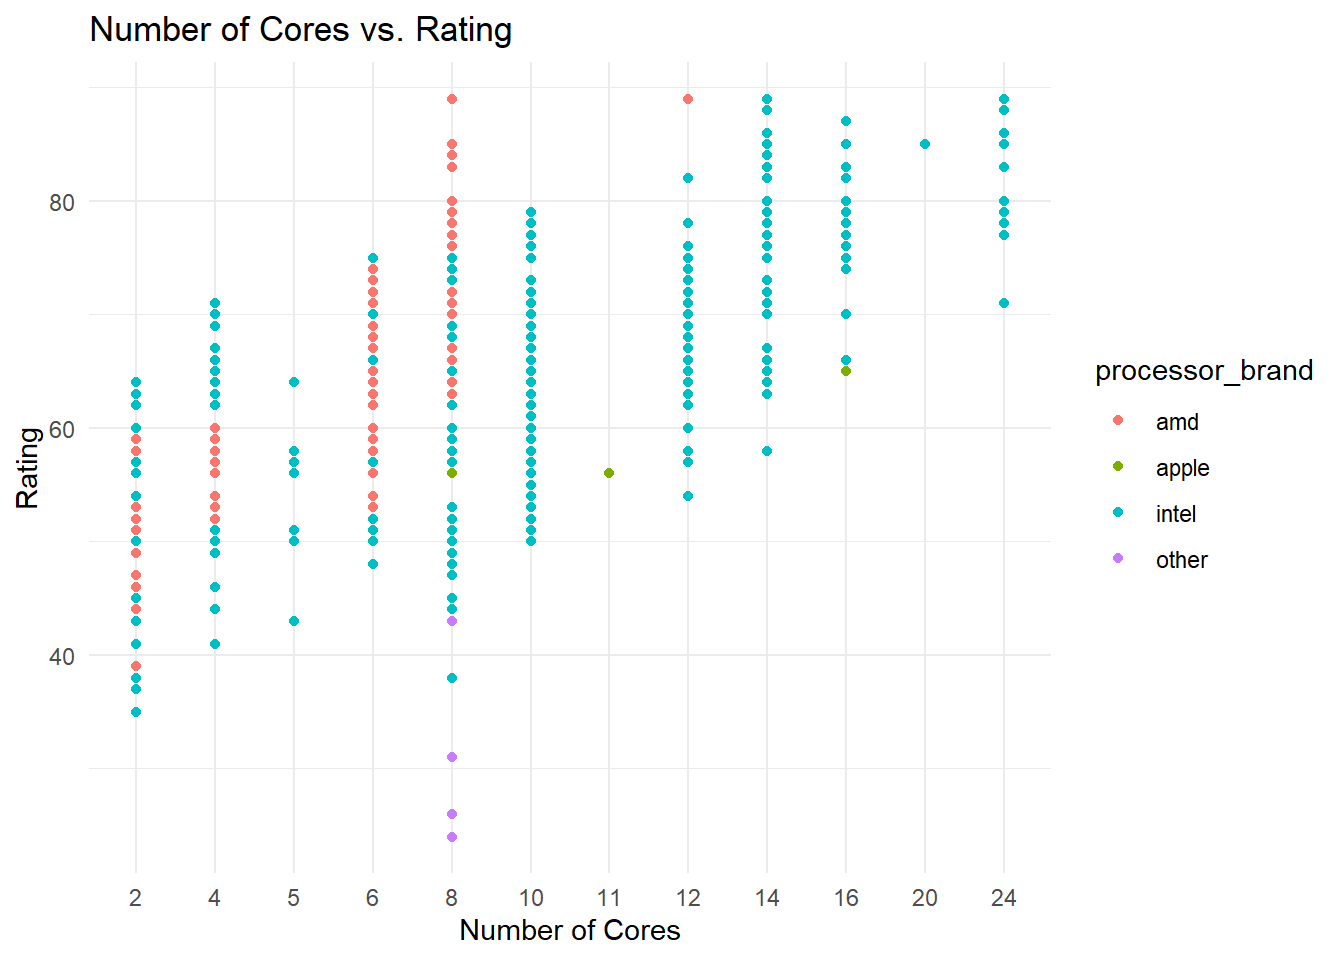 Number of Cores vs. Rating
80
60
40
Rating
2 4 5 6 8 10 11 12 14 16 20 24
Number of Cores
processor_brand
amd
apple
intel
other